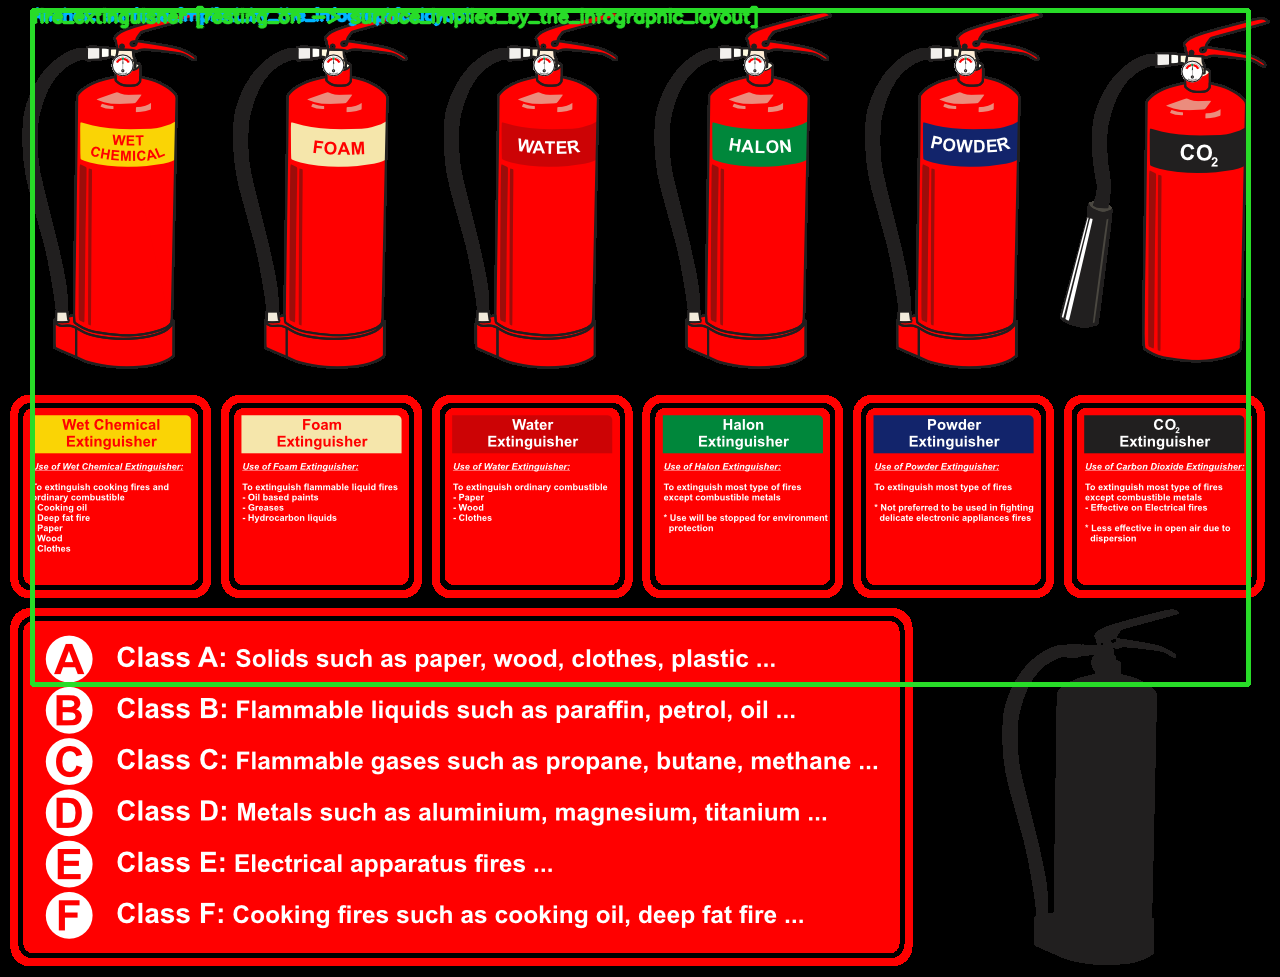 resting_on surface implied_by_the_infographic_layout]
WET
CHEMICAL
FOAM
WATER
HALON
POWDER
CO2
Wet Chemical
Extinguisher
Use of Wet Chemical Extinguisher:
To extinguish cooking fires and
ordinary combustible
Cooking oil
Deep fat fire
Paper
Wood
Clothes
Foam
Extinguisher
Use of Foam Extinguisher:
To extinguish flammable liquid fires
- Oil based paints
- Greases
- Hydrocarbon liquids
Water
Extinguisher
Use of Water Extinguisher:
To extinguish ordinary combustible
- Paper
- Wood
- Clothes
Halon
Extinguisher
Use of Halon Extinguisher:
To extinguish most type of fires
except combustible metals
* Use will be stopped for environment
protection
Powder
Extinguisher
Use of Powder Extinguisher:
To extinguish most type of fires
* Not preferred to be used in fighting
delicate electronic appliances fires
CO2
Extinguisher
Use of Carbon Dioxide Extinguisher:
To extinguish most type of fires
except combustible metals
- Effective on Electrical fires
* Less effective in open air due to
dispersion
A Class A: Solids such as paper, wood, clothes, plastic ...
B Class B: Flammable liquids such as paraffin, petrol, oil ...
C Class C: Flammable gases such as propane, butane, methane ...
D Class D: Metals such as aluminium, magnesium, titanium ...
E Class E: Electrical apparatus fires ...
F Class F: Cooking fires such as cooking oil, deep fat fire ...